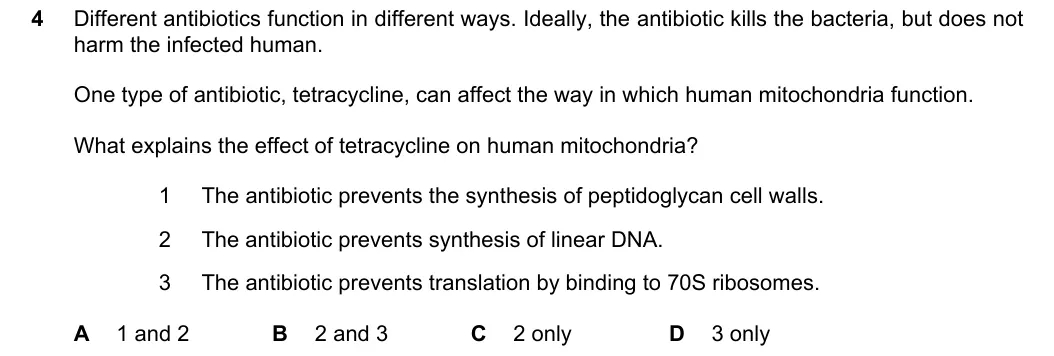 4 Different antibiotics function in different ways. Ideally, the antibiotic kills the bacteria, but does not
harm the infected human.
One type of antibiotic, tetracycline, can affect the way in which human mitochondria function.
What explains the effect of tetracycline on human mitochondria?
1 The antibiotic prevents the synthesis of peptidoglycan cell walls.
2 The antibiotic prevents synthesis of linear DNA.
3 The antibiotic prevents translation by binding to 70S ribosomes.
A 1 and 2 B 2 and 3 C 2 only D 3 only